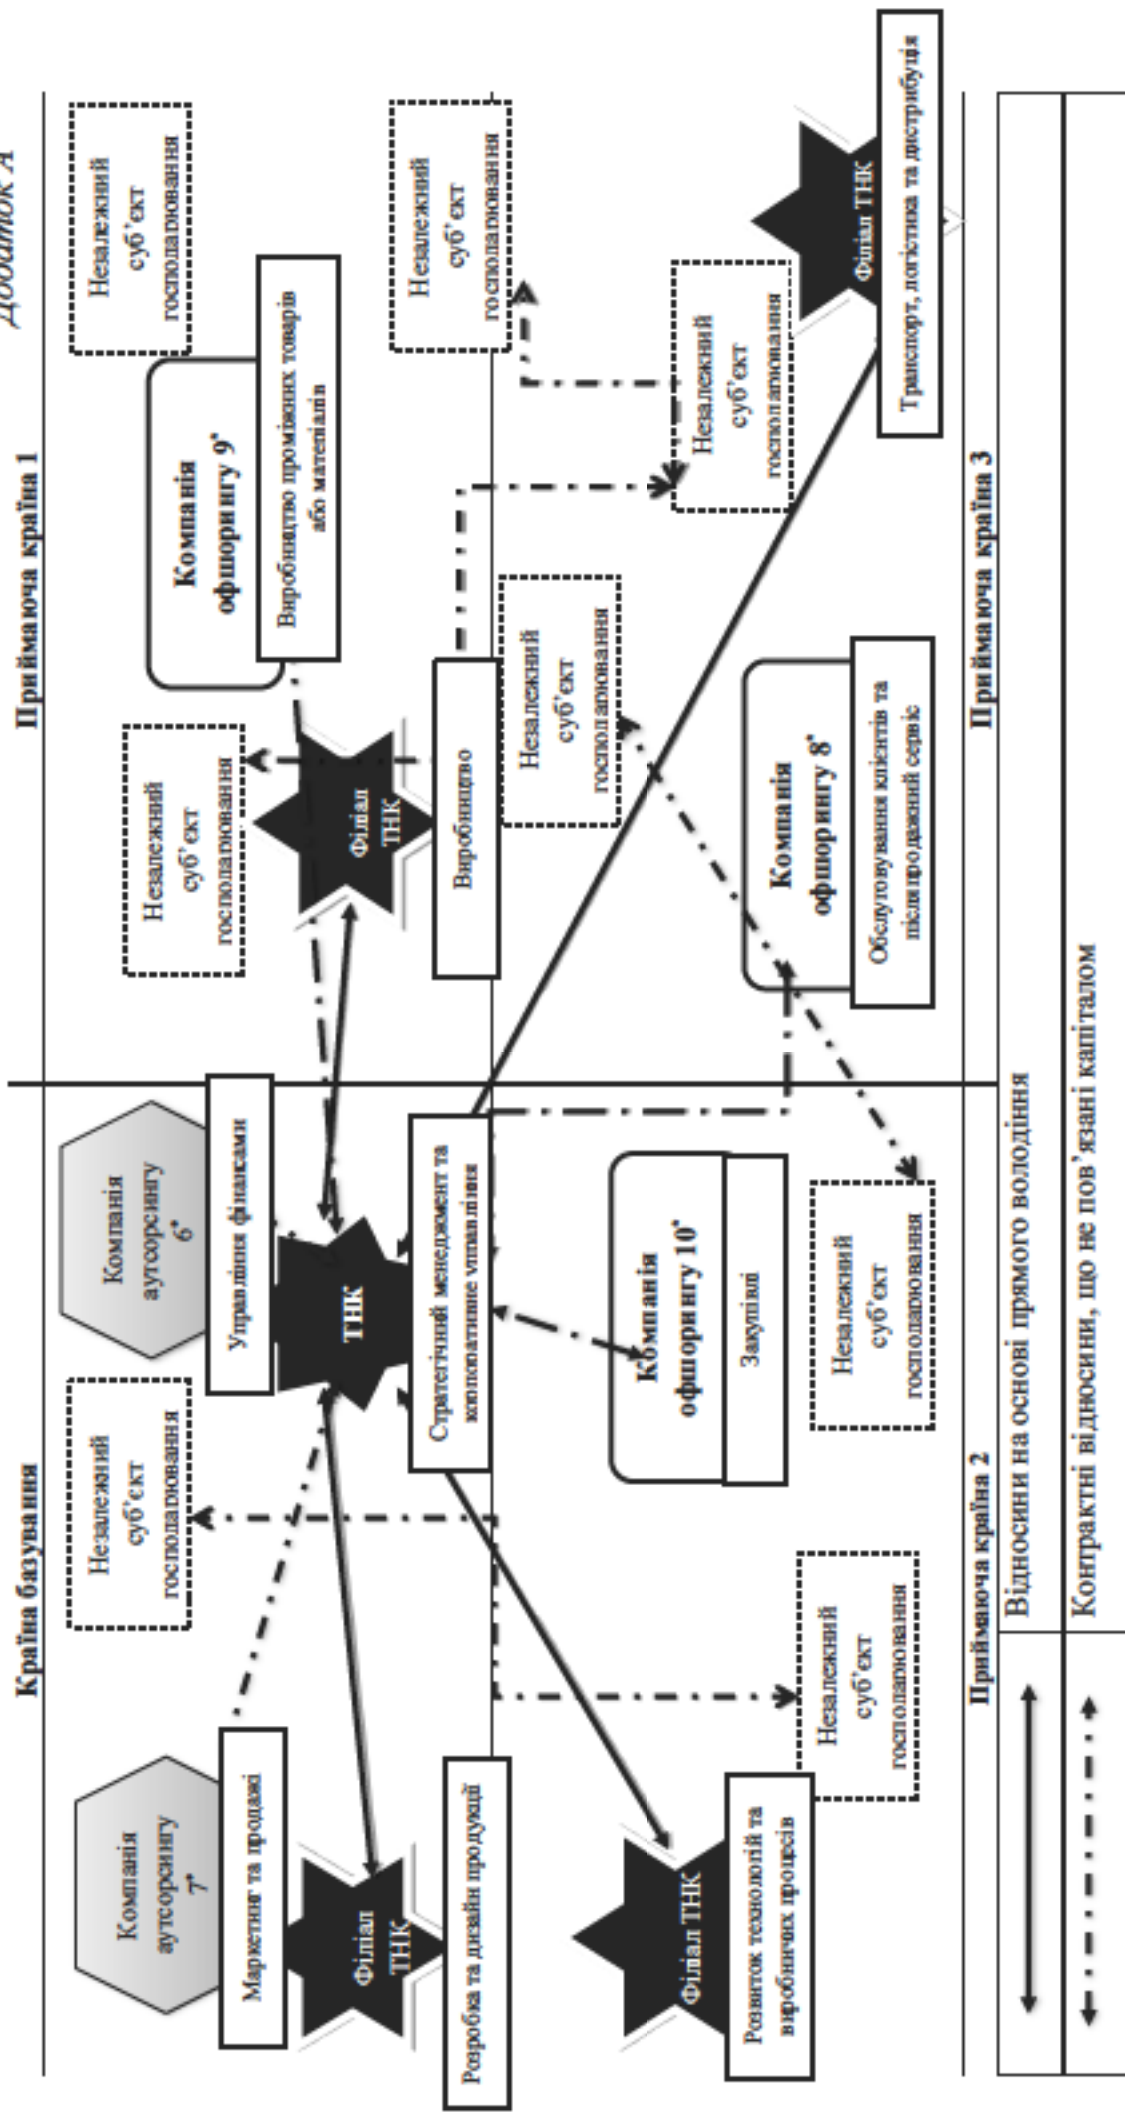 Додаток А
Країна базування
Приймаюча країна 1
Компанія
аутсорсингу
7*
Маркетинг та продажі
Філіал
ТНК
Розробка та дизайн продукції
Незалежний
суб’єкт
господарювання
Компанія
аутсорсингу
6*
Управління фінансами
ТНК
Стратегічний менеджмент та
корпоративне управління
Незалежний
суб’єкт
господарювання
Філіал
ТНК
Виробництво
Компанія
офшорингу 9*
Виробництво проміжних товарів
або матеріалів
Незалежний
суб’єкт
господарювання
Незалежний
суб’єкт
господарювання
Філіал ТНК
Розвиток технологій та
виробничих процесів
Незалежний
суб’єкт
господарювання
Компанія
офшорингу 10*
Закупівлі
Незалежний
суб’єкт
господарювання
Незалежний
суб’єкт
господарювання
Компанія
офшорингу 8*
Обслуговування клієнтів та
післяпродажний сервіс
Незалежний
суб’єкт
господарювання
Філіал ТНК
Транспорт, логістика та дистрибуція
Приймаюча країна 2
Приймаюча країна 3
Відносини на основі прямого володіння
Контрактні відносини, що не пов’язані капіталом